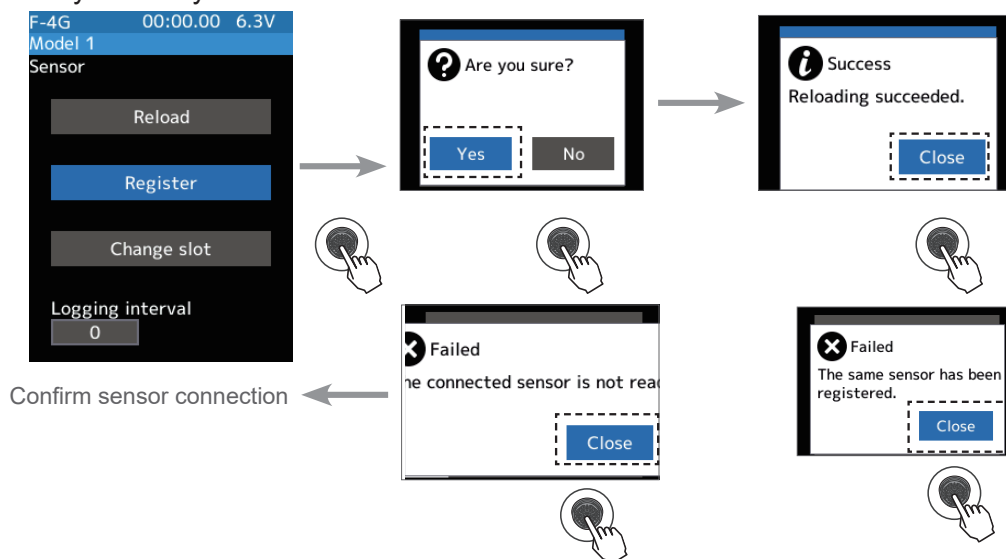 F-4G 00:00.00 6.3V
Model 1
Sensor
Reload
Register
Change slot
Logging interval
0
Are you sure?
Yes No
Success
Reloading succeeded.
Close
Failed
connected sensor is not
Close
Confirm sensor connection
Failed
The same sensor has been
registered.
Close